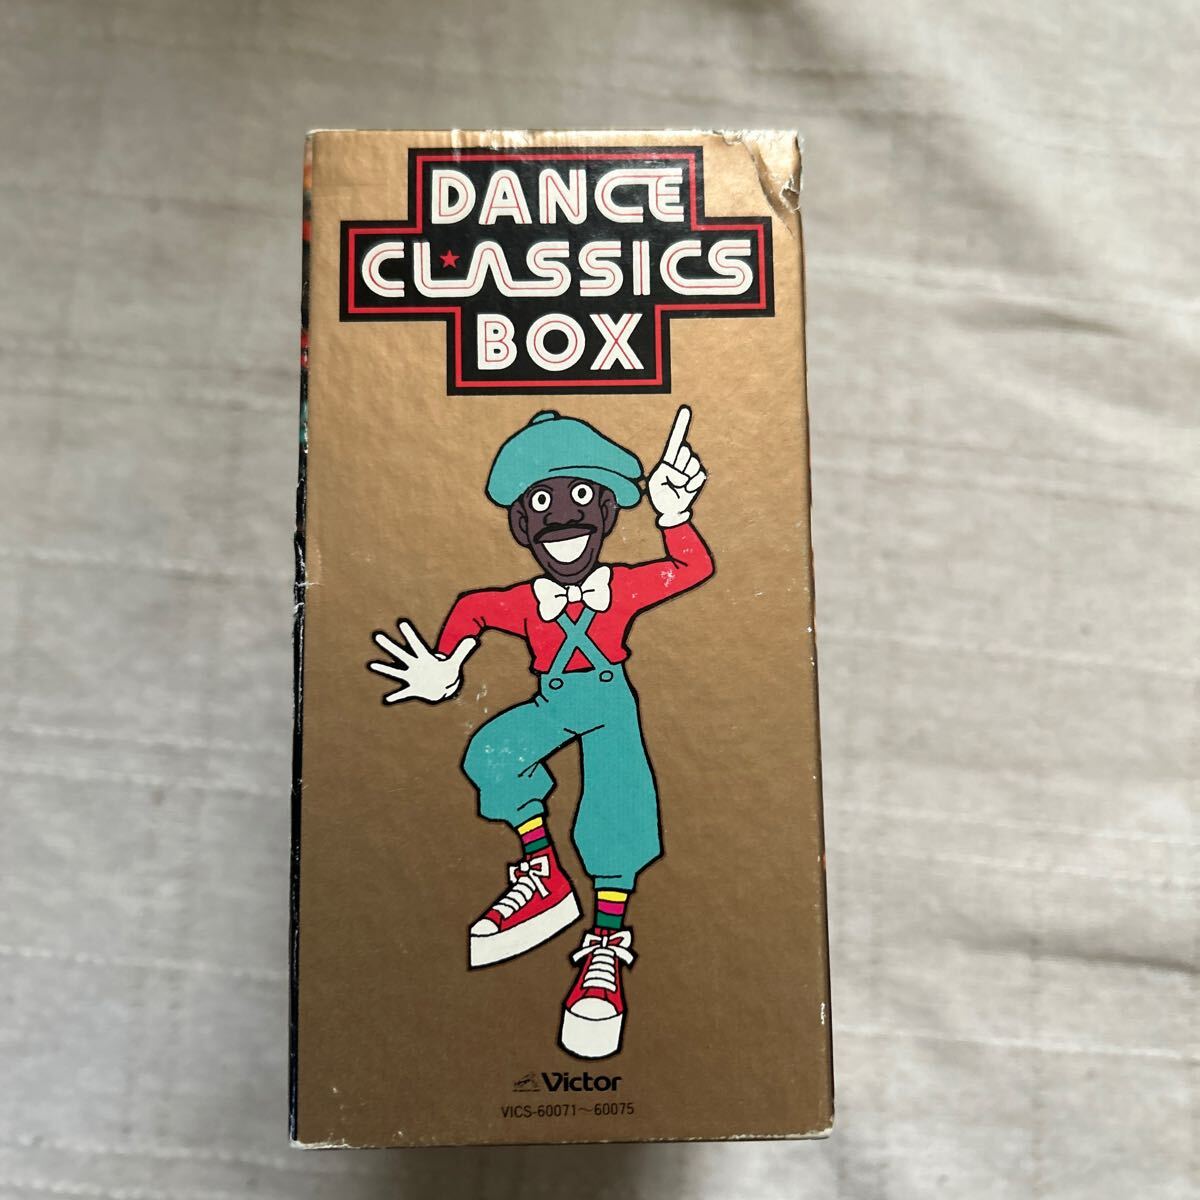 DANCE
CLASSICS
BOX
Victor
VICS-60071～60075